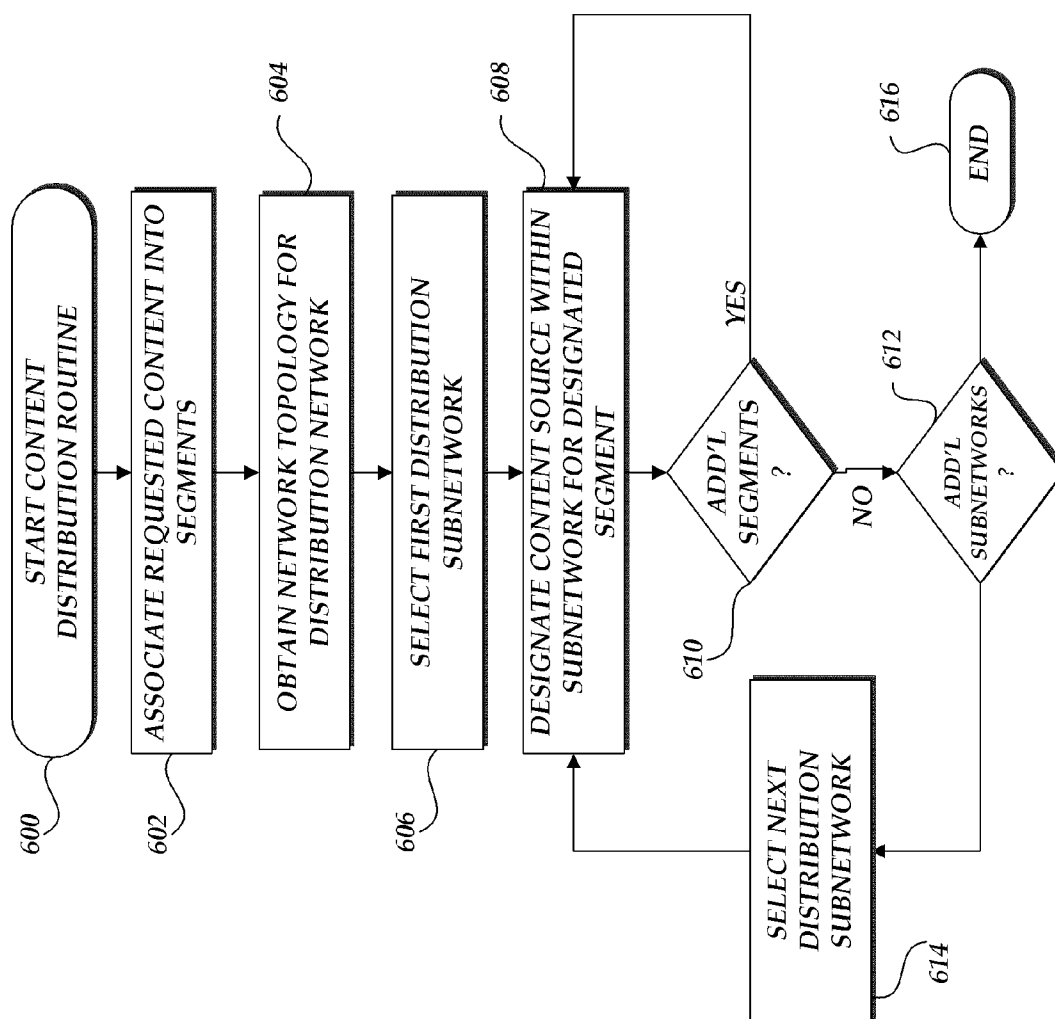 START CONTENT
DISTRIBUTION ROUTINE
600
ASSOCIATE REQUESTED CONTENT INTO
SEGMENTS
602
OBTAIN NETWORK TOPOLOGY FOR
DISTRIBUTION NETWORK
604
SELECT FIRST DISTRIBUTION
SUBNETWORK
606
DESIGNATE CONTENT SOURCE WITHIN
SUBNETWORK FOR DESIGNATED
SEGMENT
608
ADD'L
SEGMENTS
?
610
YES
NO
ADD'L
SUBNETWORKS
?
612
SELECT NEXT
DISTRIBUTION
SUBNETWORK
614
END
616